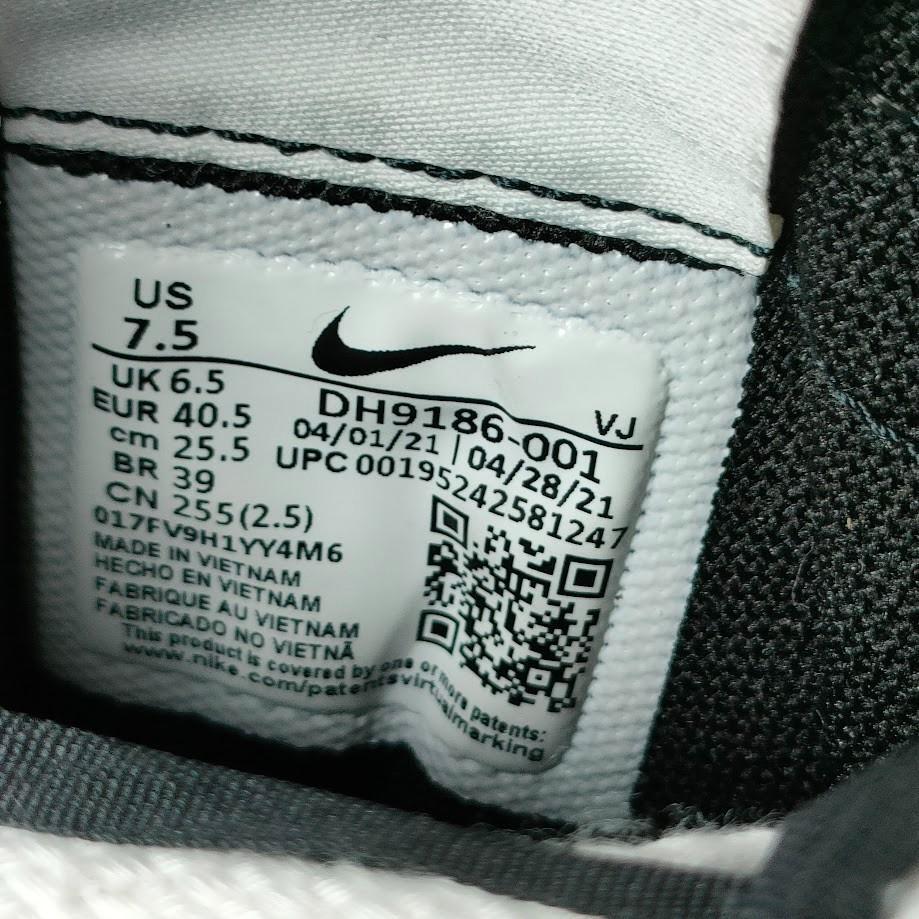 US
7.5
VJ
UK 6.5
DH9186-001
EUR 40.5
04/01/21 | 04/28/21
cm 25.5
UPC 00195242581247
BR 39
CN 255(2.5)
017FV9H1YY4M6
MADE IN VIETNAM
HECHO EN VIETNAM
FABRIQUE AU VIETNAM
FABRICADO NO VIETNÃ
This product is covered by one of more patents:
www.nike.com/patentsvirtualmarking